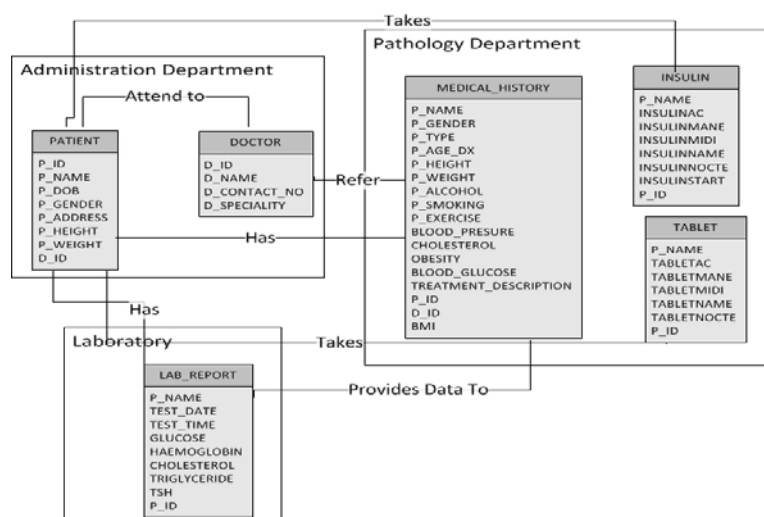 Takes
Pathology Department
Administration Department
Attend to
PATIENT
P_ID
P_NAME
P_DOB
P_GENDER
P_ADDRESS
P_HEIGHT
P_WEIGHT
D_ID
DOCTOR
D_ID
D_NAME
D_CONTACT_NO
D_SPECIALITY
Refer
Has
MEDICAL_HISTORY
P_NAME
P_GENDER
P_TYPE
P_AGE_DX
P_HEIGHT
P_WEIGHT
P_ALCOHOL
P_SMOKING
P_EXERCISE
BLOOD_PRESURE
CHOLESTEROL
OBESITY
BLOOD_GLUCOSE
TREATMENT_DESCRIPTION
P_ID
D_ID
BMI
INSULIN
P_NAME
INSULINAC
INSULINMANE
INSULINMIDI
INSULINNAME
INSULINNOCTE
INSULINSTART
P_ID
TABLET
P_NAME
TABLETAC
TABLETMANE
TABLETMIDI
TABLETNAME
TABLETNOCTE
P_ID
Has
Laboratory
Takes
LAB_REPORT
P_NAME
TEST_DATE
TEST_TIME
GLUCOSE
HAEMOGLOBIN
CHOLESTEROL
TRIGLYCERIDE
TSH
P_ID
Provides Data To